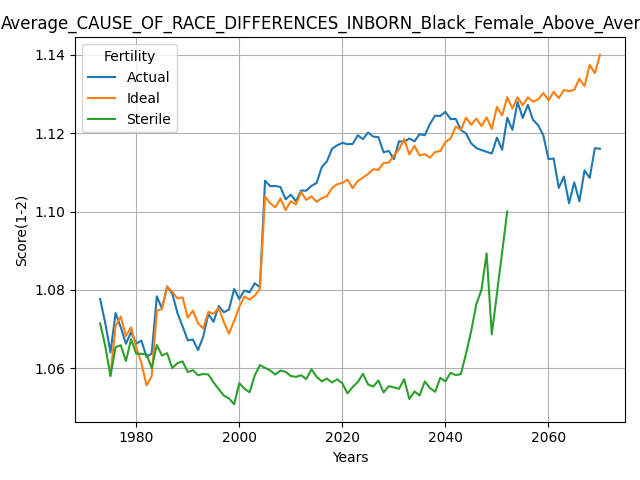 Average_CAUSE_OF_RACE_DIFFERENCES_INBORN_Black_Female_Above_Aver
Fertility
Actual
Ideal
Sterile
1.14
1.12
1.10
1.08
1.06
Score(1-2)
1980
2000
2020
2040
2060
Years